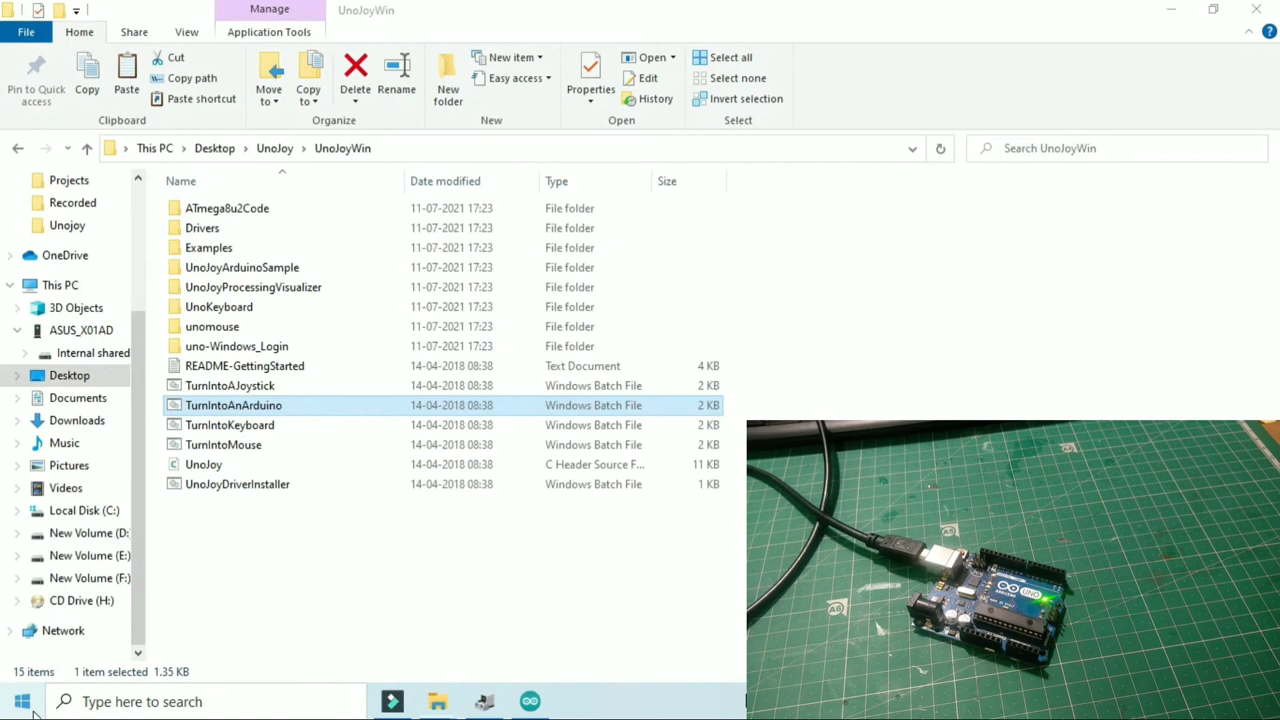 Manage
UnoJoyWin
File
Home
Share
View
Application Tools
Pin to Quick access
Copy
Paste
Cut
Copy path
Paste shortcut
Clipboard
Move to
Copy to
Delete
Rename
Organize
New folder
New item
Easy access
New
Properties
Open
Edit
History
Open
Select all
Select none
Invert selection
Select
This PC > Desktop > UnoJoy > UnoJoyWin
Search UnoJoyWin
Projects
Recorded
Unojoy
OneDrive
This PC
3D Objects
ASUS_X01AD
Internal shared
Desktop
Documents
Downloads
Music
Pictures
Videos
Local Disk (C:)
New Volume (D:
New Volume (E:)
New Volume (F:)
CD Drive (H:)
Network
Name Date modified Type Size
ATmega8u2Code 11-07-2021 17:23 File folder
Drivers 11-07-2021 17:23 File folder
Examples 11-07-2021 17:23 File folder
UnoJoyArduinoSample 11-07-2021 17:23 File folder
UnoJoyProcessingVisualizer 11-07-2021 17:23 File folder
UnoKeyboard 11-07-2021 17:23 File folder
unomouse 11-07-2021 17:23 File folder
uno-Windows_Login 11-07-2021 17:23 File folder
README-GettingStarted 14-04-2018 08:38 Text Document 4 KB
TurnIntoAJoystick 14-04-2018 08:38 Windows Batch File 2 KB
TurnIntoAnArduino 14-04-2018 08:38 Windows Batch File 2 KB
TurnIntoKeyboard 14-04-2018 08:38 Windows Batch File 2 KB
TurnIntoMouse 14-04-2018 08:38 Windows Batch File 2 KB
UnoJoy 14-04-2018 08:38 C Header Source F... 11 KB
UnoJoyDriverInstaller 14-04-2018 08:38 Windows Batch File 1 KB
A5
A6
UNO
ARDUINO
15 items 1 item selected 1.35 KB
Type here to search